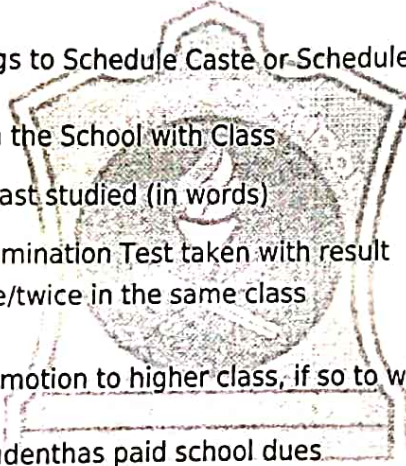 gs to Schedule Caste or Schedule
the School with Class
ast studied (in words)
mination Test taken with result
e/twice in the same class
motion to higher class, if so to w
denthas paid school dues